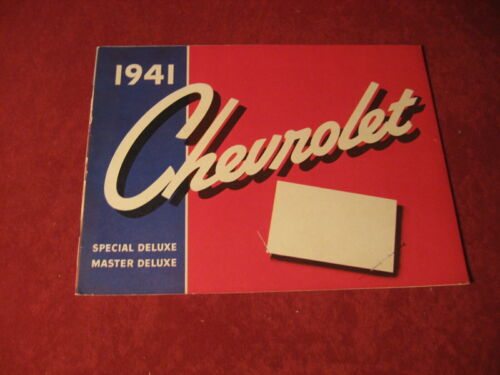 1941
Chevrolet
SPECIAL DELUXE
MASTER DELUXE